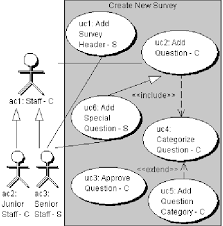 Create New Survey
uc1: Add
Survey
Header - S
uc2: Add
Question - C
ac1: Staff - C
<<include>>
uc6: Add
Special
Question - S
uc4:
Categorize
Question - C
uc3: Approve
Question - C
<<extend>>
uc5: Add
Question
Category - C
ac2:
Junior
Staff - C
ac3:
Senior
Staff - S